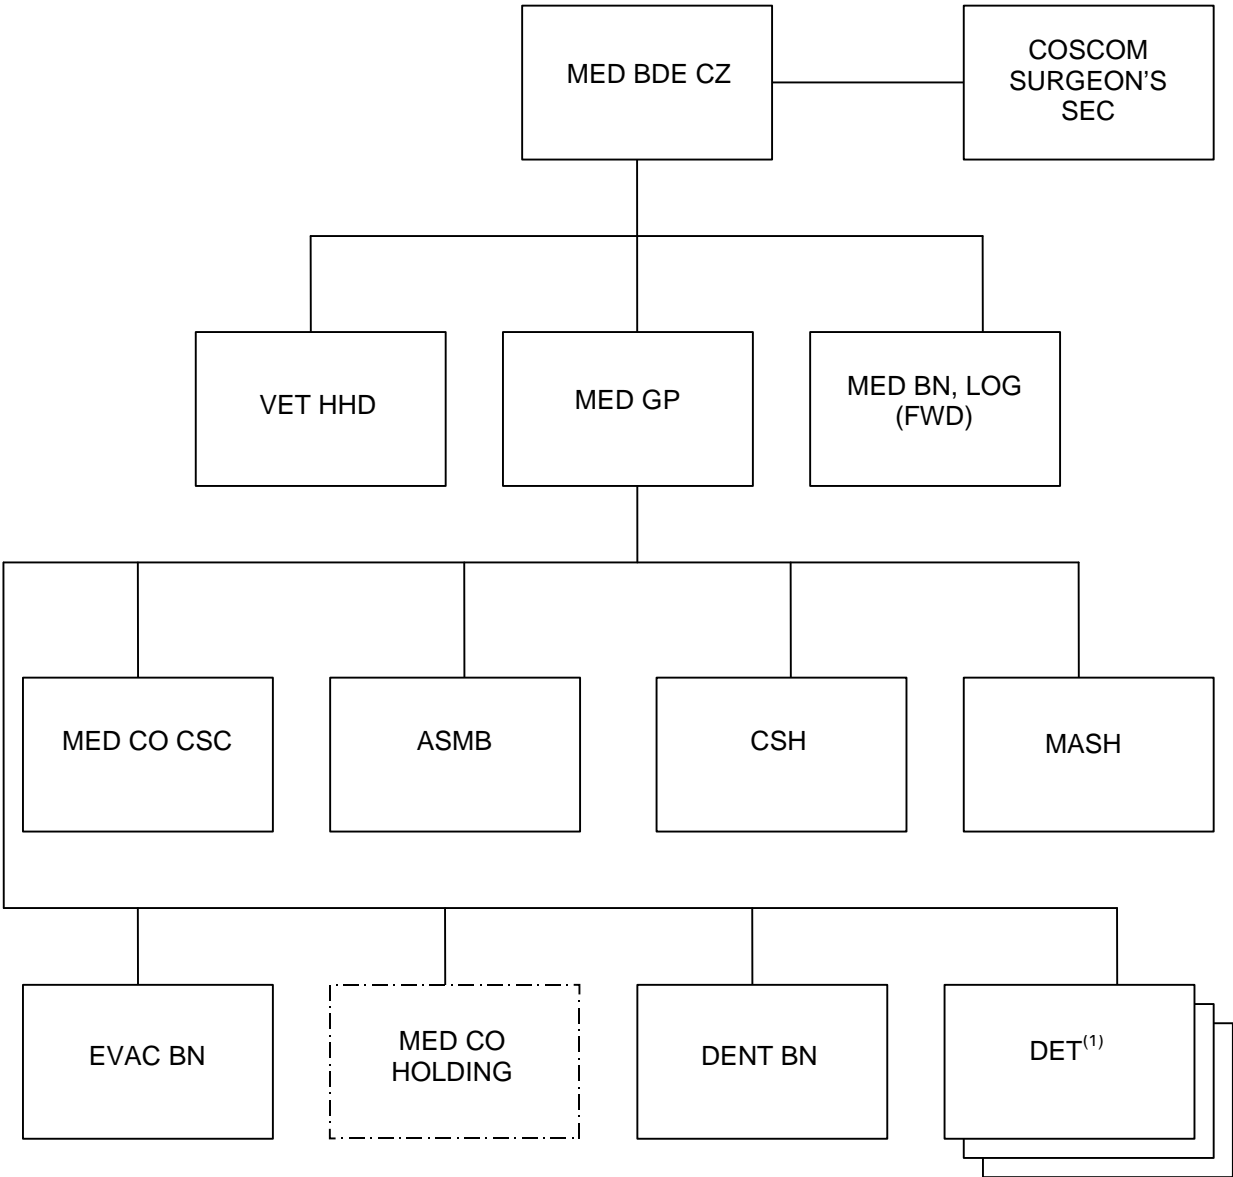 MED BDE CZ
COSCOM
SURGEON'S
SEC
VET HHD
MED GP
MED BN, LOG
(FWD)
MED CO CSC
ASMB
CSH
MASH
EVAC BN
MED CO
HOLDING
DENT BN
DET(1)